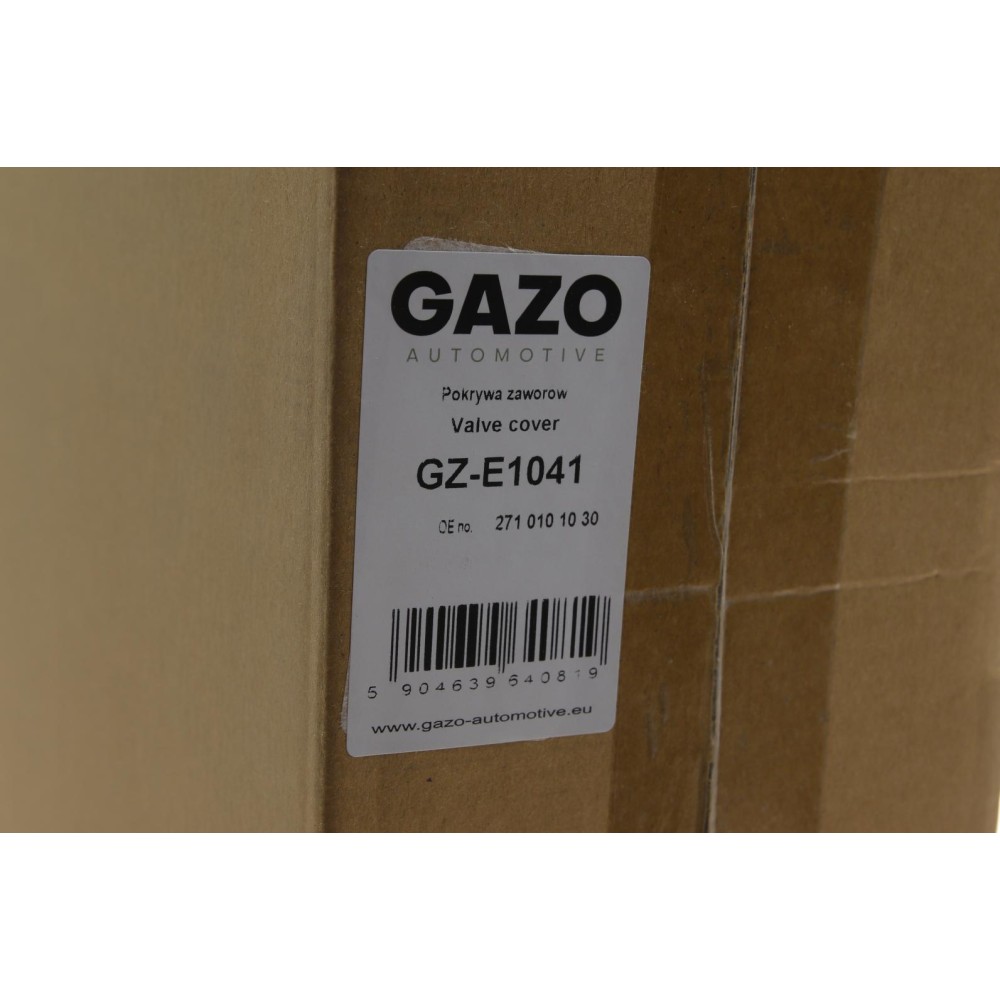 GAZO
AUTOMOTIVE
Pokrywa zaworow
Valve cover
GZ-E1041
OE no. 271 010 10 30
5 904639 640819
www.gazo-automotive.eu